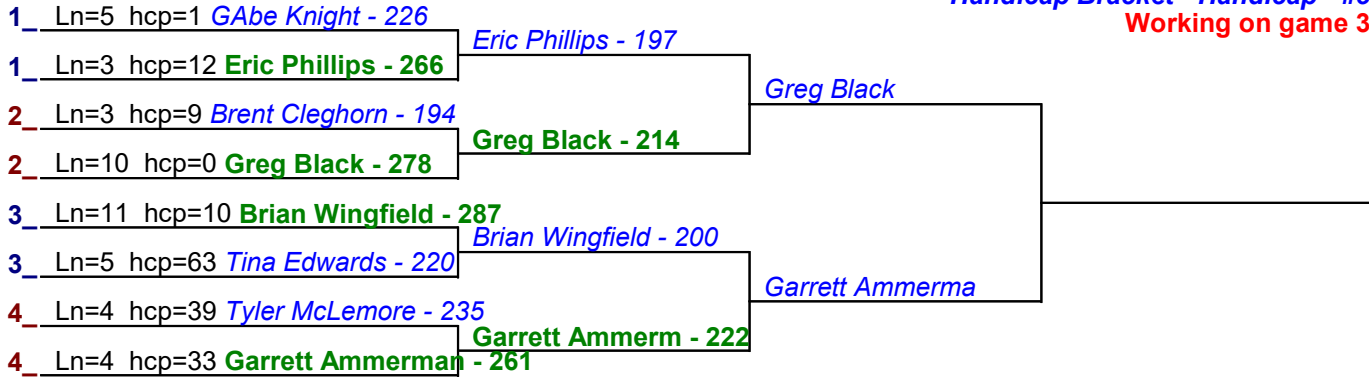 Handicap Bracket - Handicap - #
Working on game 3
1_ Ln=5 hcp=1 GAbe Knight - 226
Eric Phillips - 197
1_ Ln=3 hcp=12 Eric Phillips - 266
Greg Black
2_ Ln=3 hcp=9 Brent Cleghorn - 194
Greg Black - 214
2_ Ln=10 hcp=0 Greg Black - 278
3_ Ln=11 hcp=10 Brian Wingfield - 287
Brian Wingfield - 200
3_ Ln=5 hcp=63 Tina Edwards - 220
Garrett Ammerma
4_ Ln=4 hcp=39 Tyler McLemore - 235
Garrett Ammerm - 222
4_ Ln=4 hcp=33 Garrett Ammerman - 261